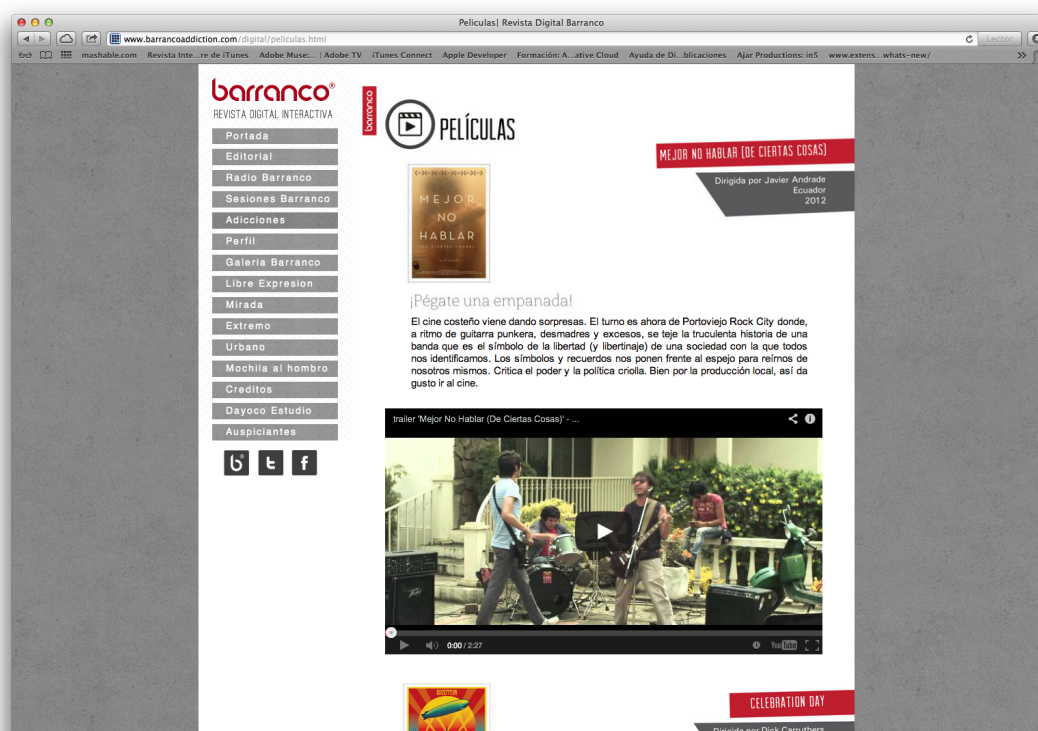 Peliculas| Revista Digital Barranco
www.barrancoaddiction.com/digital/peliculas.html
Lector
mashable.com Revista Inte...re de iTunes Adobe Muse:... | Adobe TV iTunes Connect Apple Developer Formación: A...ative Cloud Ayuda de Di...blicaciones Ajar Productions: in5 www.extens...whats-new/
barranco®
REVISTA DIGITAL INTERACTIVA
Portada
Editorial
Radio Barranco
Sesiones Barranco
Adicciones
Perfil
Galeria Barranco
Libre Expresion
Mirada
Extremo
Urbano
Mochila al hombro
Creditos
Dayoco Estudio
Auspiciantes
barranco
PELÍCULAS
MEJOR NO HABLAR (DE CIERTAS COSAS)
Dirigida por Javier Andrade
Ecuador
2012
MEJOR
NO
HABLAR
¡Pégate una empanada!
El cine costeño viene dando sorpresas. El turno es ahora de Portoviejo Rock City donde,
a ritmo de guitarra punkera, desmadres y excesos, se teje la truculenta historia de una
banda que es el símbolo de la libertad (y libertinaje) de una sociedad con la que todos
nos identificamos. Los símbolos y recuerdos nos ponen frente al espejo para reírnos de
nosotros mismos. Critica el poder y la política criolla. Bien por la producción local, así da
gusto ir al cine.
trailer 'Mejor No Hablar (De Ciertas Cosas)' - ...
0:00 / 2:27
YouTube
CELEBRATION DAY
Dirigida por Dick Carruthers